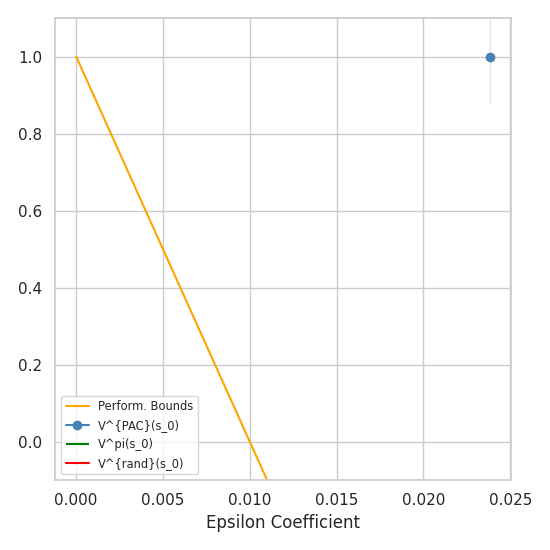 1.0
0.8
0.6
0.4
0.2
0.0
Perform. Bounds
V^{PAC}(s_0)
V^pi(s_0)
V^{rand}(s_0)
0.000 0.005 0.010 0.015 0.020 0.025
Epsilon Coefficient